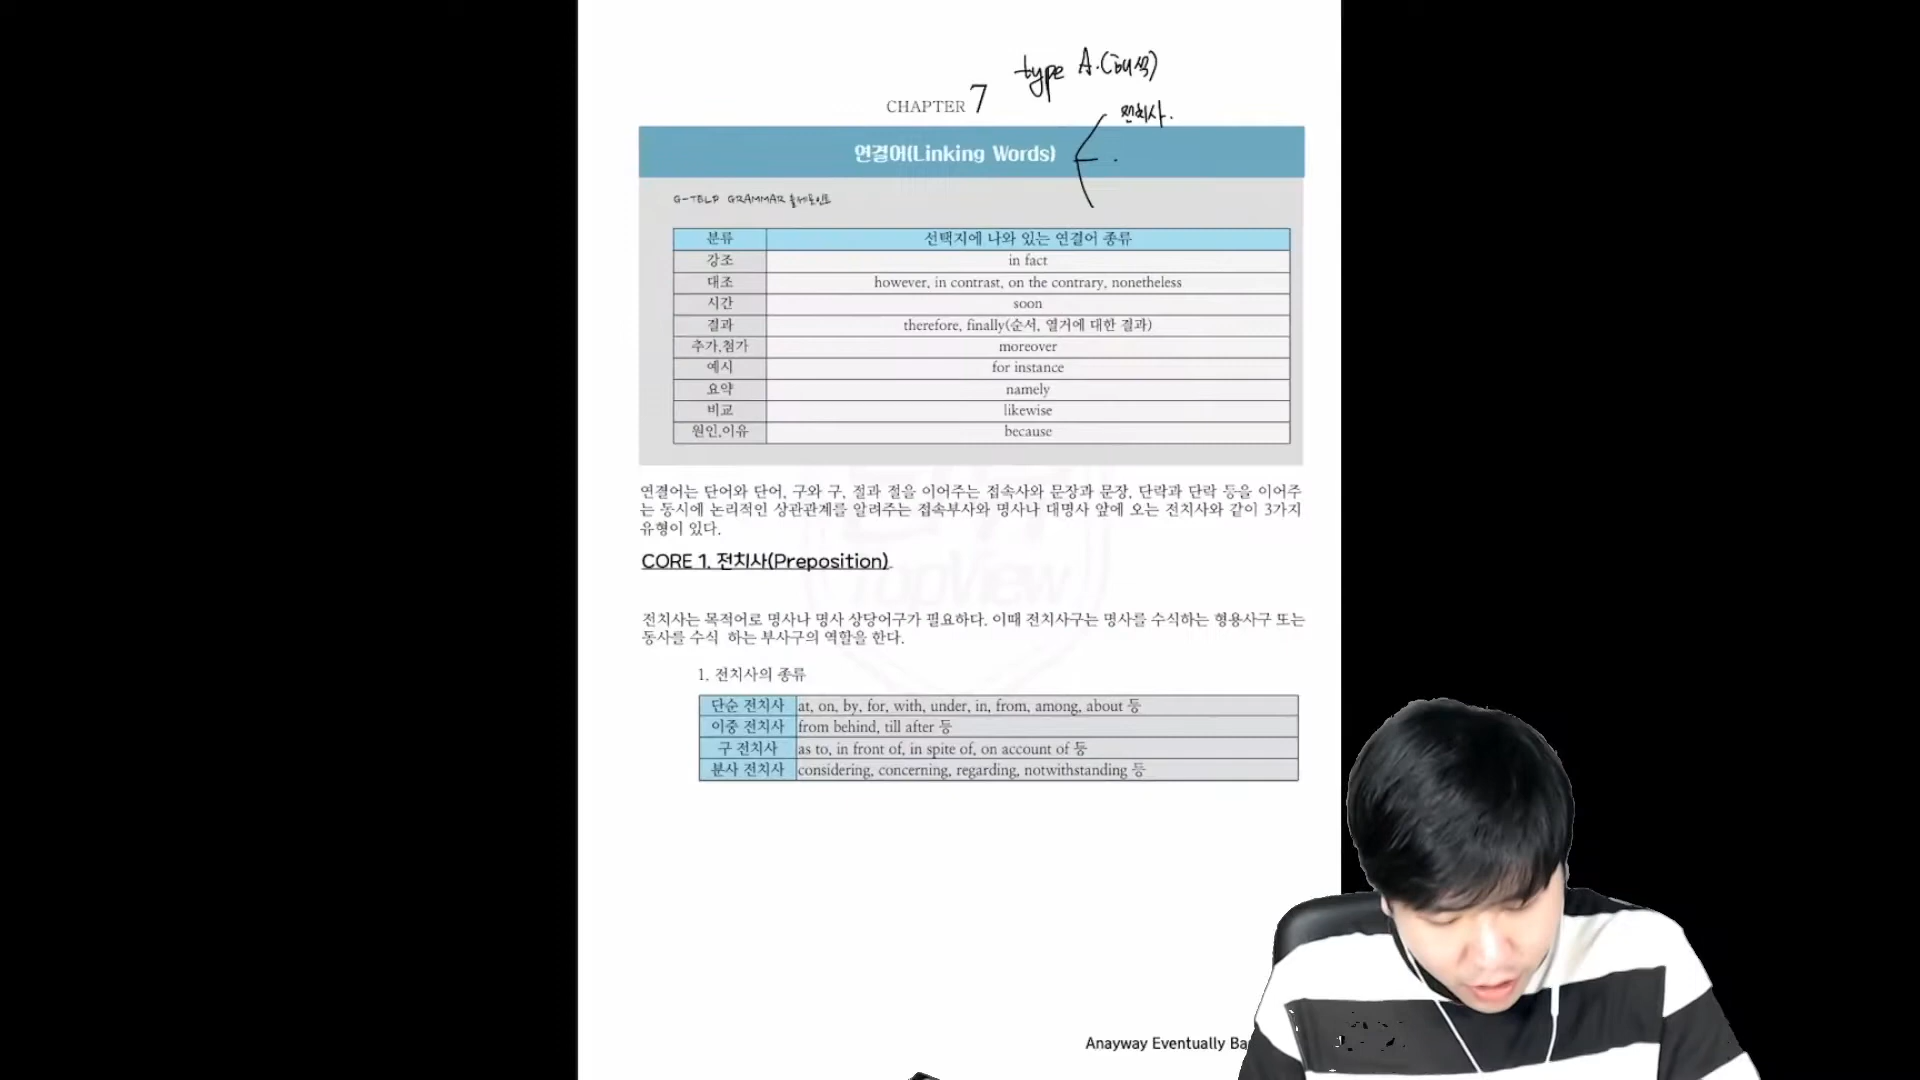 type A.(해석)
CHAPTER 7
전치사.
연결어(Linking Words)
G-TELP GRAMMAR 출제포인트
분류 선택지에 나와 있는 연결어 종류
강조 in fact
대조 however, in contrast, on the contrary, nonetheless
시간 soon
결과 therefore, finally(순서, 열거에 대한 결과)
추가,첨가 moreover
예시 for instance
요약 namely
비교 likewise
원인,이유 because
연결어는 단어와 단어, 구와 구, 절과 절을 이어주는 접속사와 문장과 문장, 단락과 단락 등을 이어주
는 동시에 논리적인 상관관계를 알려주는 접속부사와 명사나 대명사 앞에 오는 전치사와 같이 3가지
유형이 있다.
TopView
CORE 1. 전치사(Preposition)
전치사는 목적어로 명사나 명사 상당어구가 필요하다. 이때 전치사구는 명사를 수식하는 형용사구 또는
동사를 수식 하는 부사구의 역할을 한다.
1. 전치사의 종류
단순 전치사 at, on, by, for, with, under, in, from, among, about 등
이중 전치사 from behind, till after 등
구 전치사 as to, in front of, in spite of, on account of 등
분사 전치사 considering, concerning, regarding, notwithstanding 등
Anayway Eventually Ba